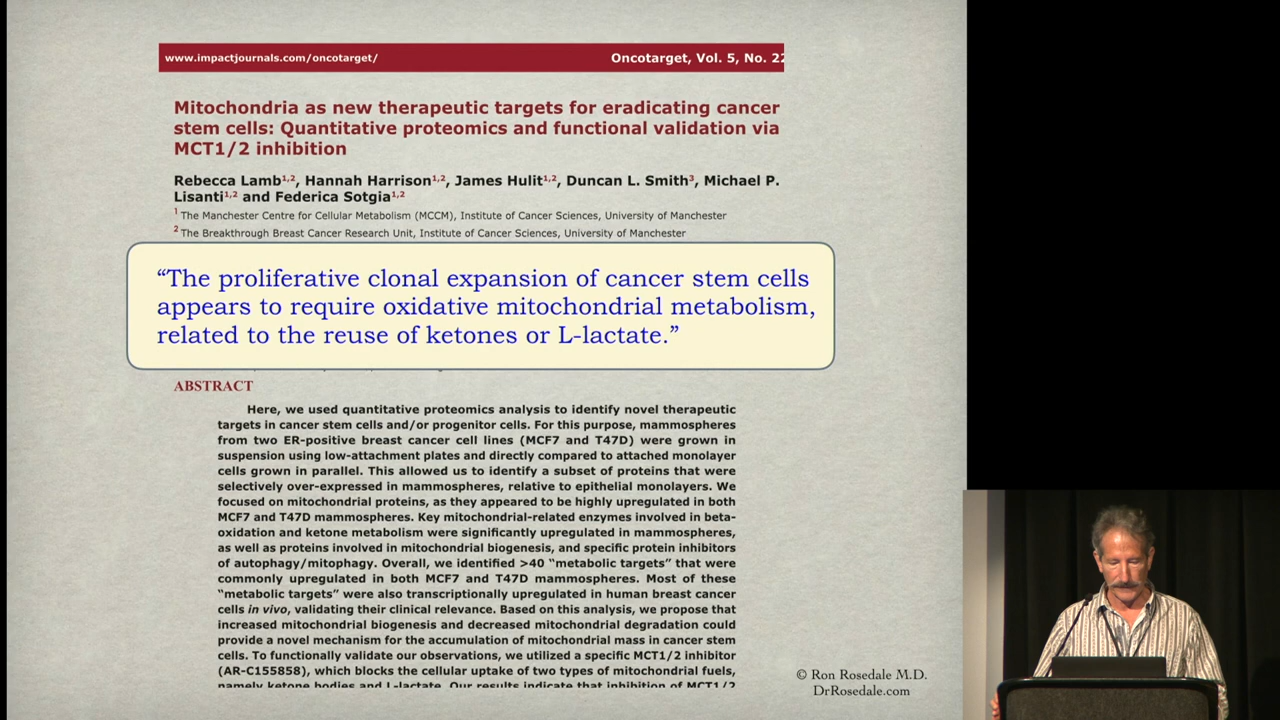 www.impactjournals.com/oncotarget/ Oncotarget, Vol. 5, No. 22
Mitochondria as new therapeutic targets for eradicating cancer
stem cells: Quantitative proteomics and functional validation via
MCT1/2 inhibition
Rebecca Lamb1,2, Hannah Harrison1,2, James Hulit1,2, Duncan L. Smith3, Michael P.
Lisanti1,2 and Federica Sotgia1,2
1 The Manchester Centre for Cellular Metabolism (MCCM), Institute of Cancer Sciences, University of Manchester
2 The Breakthrough Breast Cancer Research Unit, Institute of Cancer Sciences, University of Manchester
“The proliferative clonal expansion of cancer stem cells
appears to require oxidative mitochondrial metabolism,
related to the reuse of ketones or L-lactate.”
ABSTRACT
Here, we used quantitative proteomics analysis to identify novel therapeutic
targets in cancer stem cells and/or progenitor cells. For this purpose, mammospheres
from two ER-positive breast cancer cell lines (MCF7 and T47D) were grown in
suspension using low-attachment plates and directly compared to attached monolayer
cells grown in parallel. This allowed us to identify a subset of proteins that were
selectively over-expressed in mammospheres, relative to epithelial monolayers. We
focused on mitochondrial proteins, as they appeared to be highly upregulated in both
MCF7 and T47D mammospheres. Key mitochondrial-related enzymes involved in beta-
oxidation and ketone metabolism were significantly upregulated in mammospheres,
as well as proteins involved in mitochondrial biogenesis, and specific protein inhibitors
of autophagy/mitophagy. Overall, we identified >40 “metabolic targets” that were
commonly upregulated in both MCF7 and T47D mammospheres. Most of these
“metabolic targets” were also transcriptionally upregulated in human breast cancer
cells in vivo, validating their clinical relevance. Based on this analysis, we propose that
increased mitochondrial biogenesis and decreased mitochondrial degradation could
provide a novel mechanism for the accumulation of mitochondrial mass in cancer stem
cells. To functionally validate our observations, we utilized a specific MCT1/2 inhibitor
(AR-C155858), which blocks the cellular uptake of two types of mitochondrial fuels,
namely ketone bodies and L-lactate. Our results indicate that inhibition of MCT1/2
© Ron Rosedale M.D.
DrRosedale.com